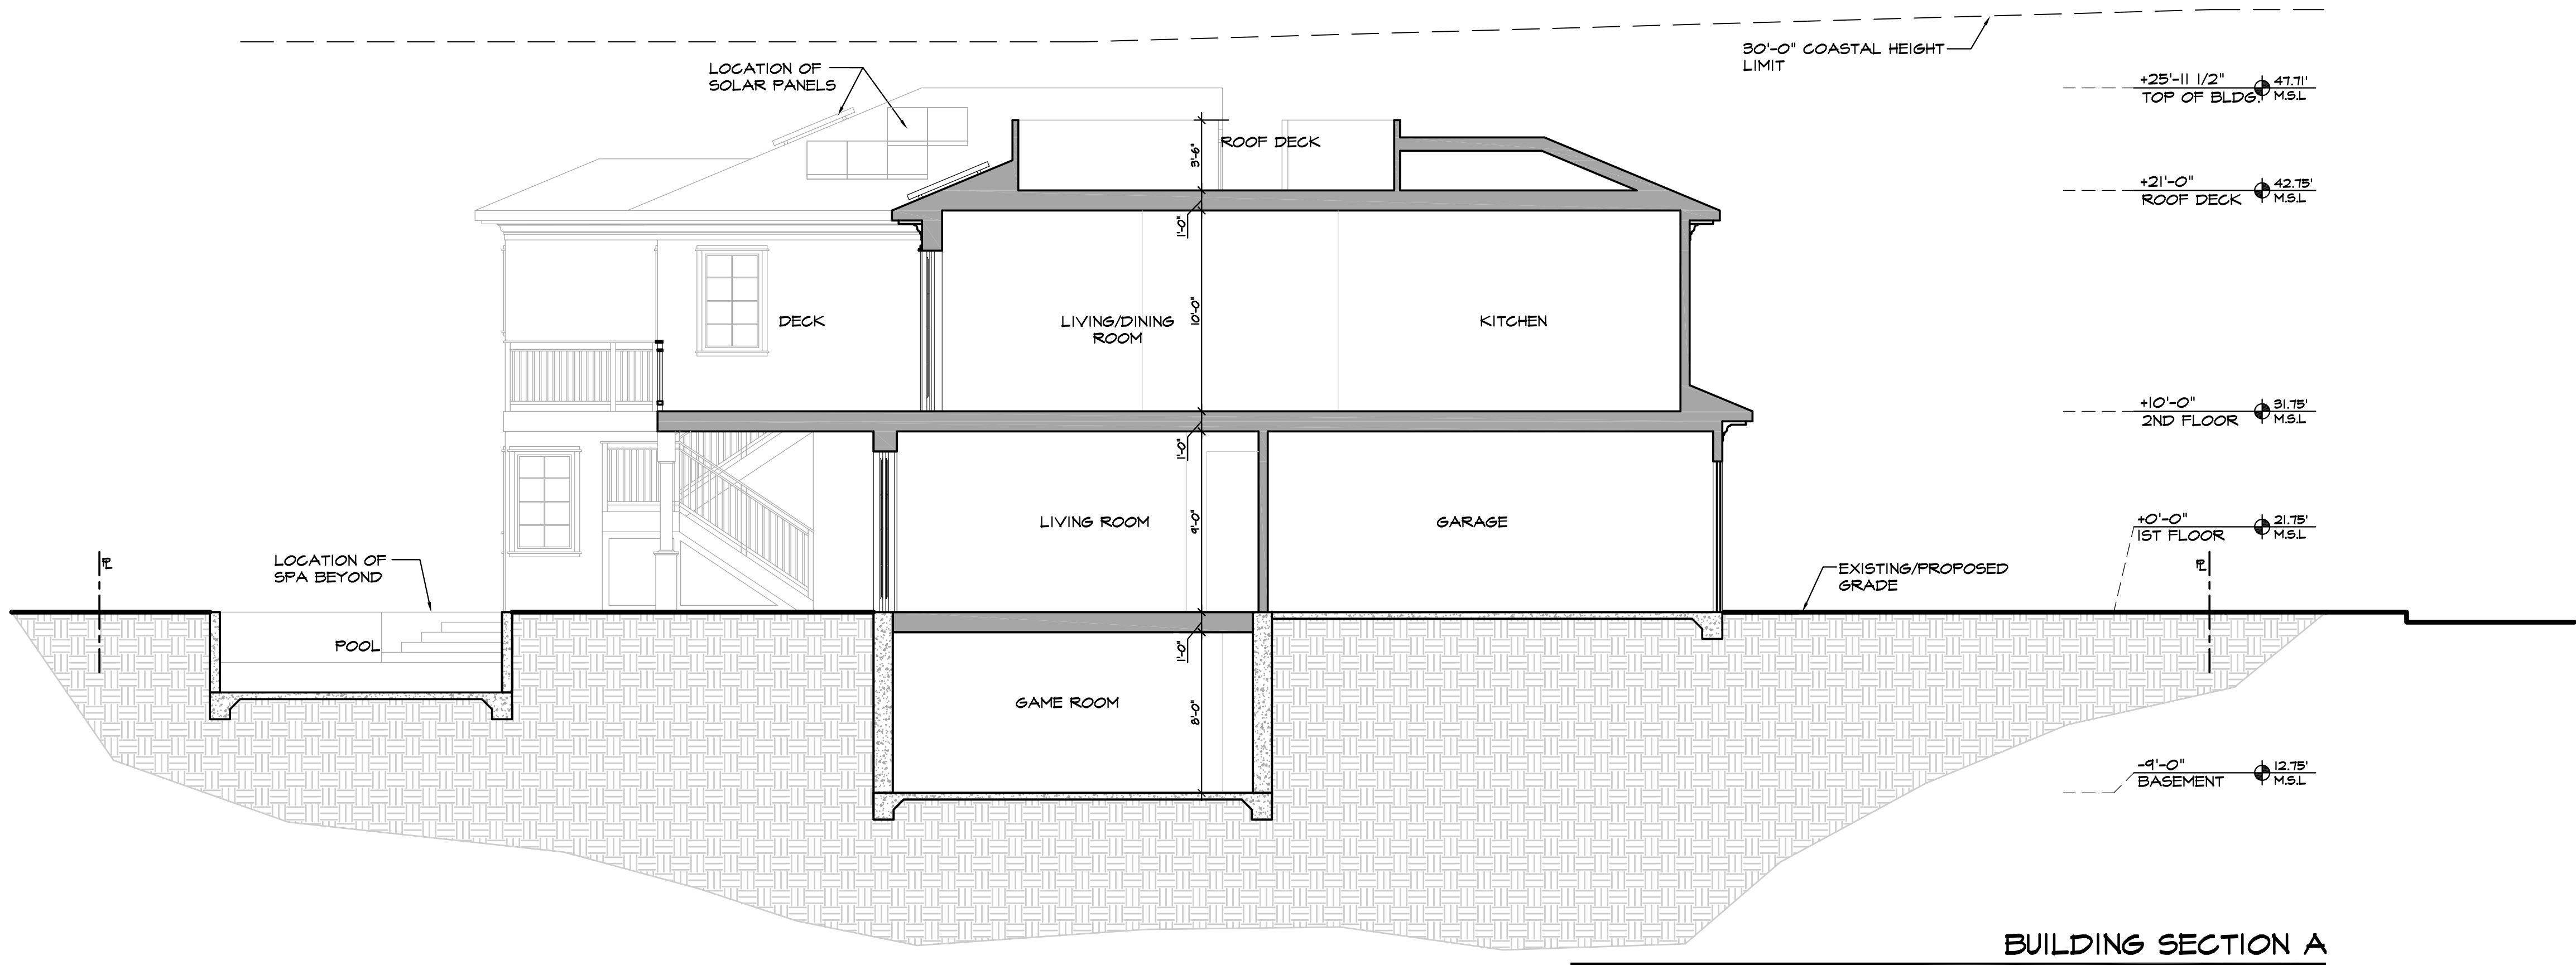 30'-0" COASTAL HEIGHT
LIMIT
LOCATION OF
SOLAR PANELS
+25'-11 1/2"
TOP OF BLDG.
47.71'
M.S.L
ROOF DECK
3'-6"
+21'-0"
ROOF DECK
42.75'
M.S.L
1'-0"
DECK
LIVING/DINING
ROOM
10'-0"
KITCHEN
+10'-0"
2ND FLOOR
31.75'
M.S.L
1'-0"
LIVING ROOM
9'-0"
GARAGE
+0'-0"
1ST FLOOR
21.75'
M.S.L
LOCATION OF
SPA BEYOND
PL
PL
EXISTING/PROPOSED
GRADE
POOL
1'-0"
GAME ROOM
8'-0"
-9'-0"
BASEMENT
12.75'
M.S.L
BUILDING SECTION A